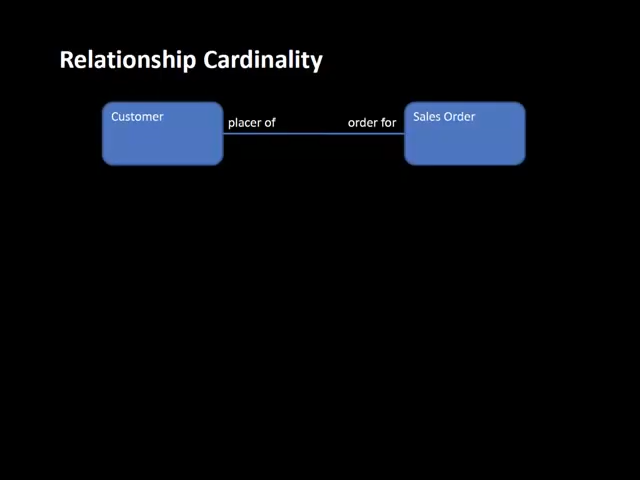 Relationship Cardinality
Customer
placer of
order for
Sales Order